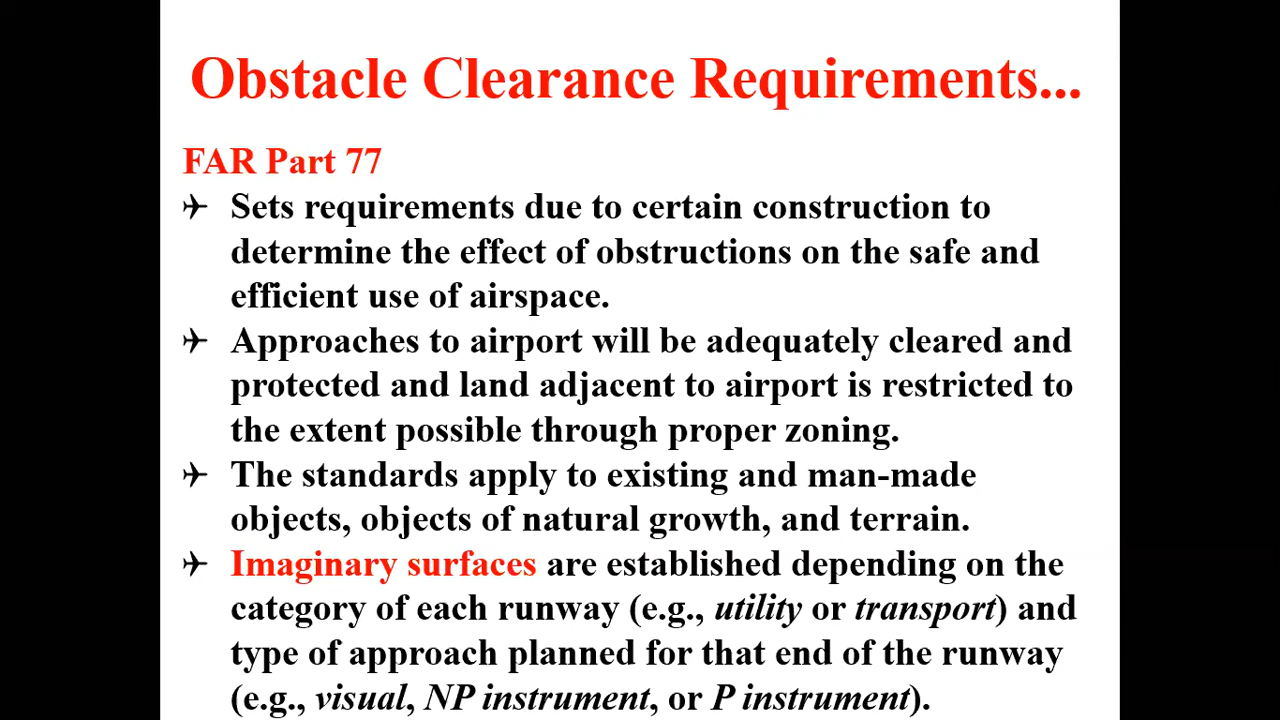 Obstacle Clearance Requirements...
FAR Part 77
✈ Sets requirements due to certain construction to
determine the effect of obstructions on the safe and
efficient use of airspace.
✈ Approaches to airport will be adequately cleared and
protected and land adjacent to airport is restricted to
the extent possible through proper zoning.
✈ The standards apply to existing and man-made
objects, objects of natural growth, and terrain.
✈ Imaginary surfaces are established depending on the
category of each runway (e.g., utility or transport) and
type of approach planned for that end of the runway
(e.g., visual, NP instrument, or P instrument).